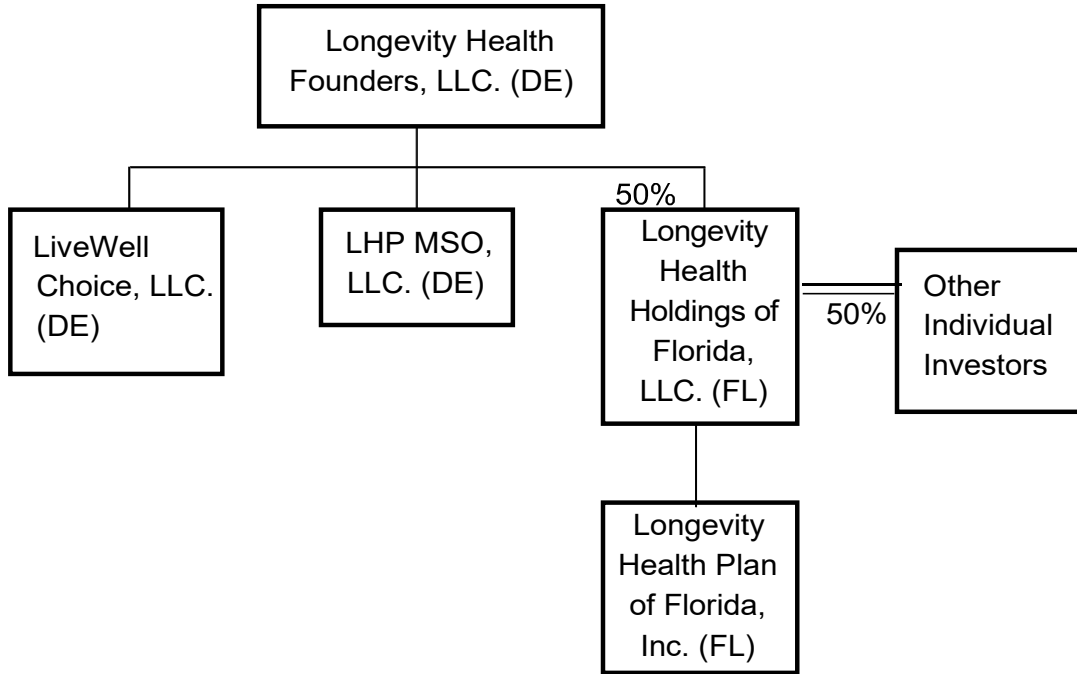 Longevity Health
Founders, LLC. (DE)
50%
LiveWell
Choice, LLC.
(DE)
LHP MSO,
LLC. (DE)
Longevity
Health
Holdings of
Florida,
LLC. (FL)
50%
Other
Individual
Investors
Longevity
Health Plan
of Florida,
Inc. (FL)